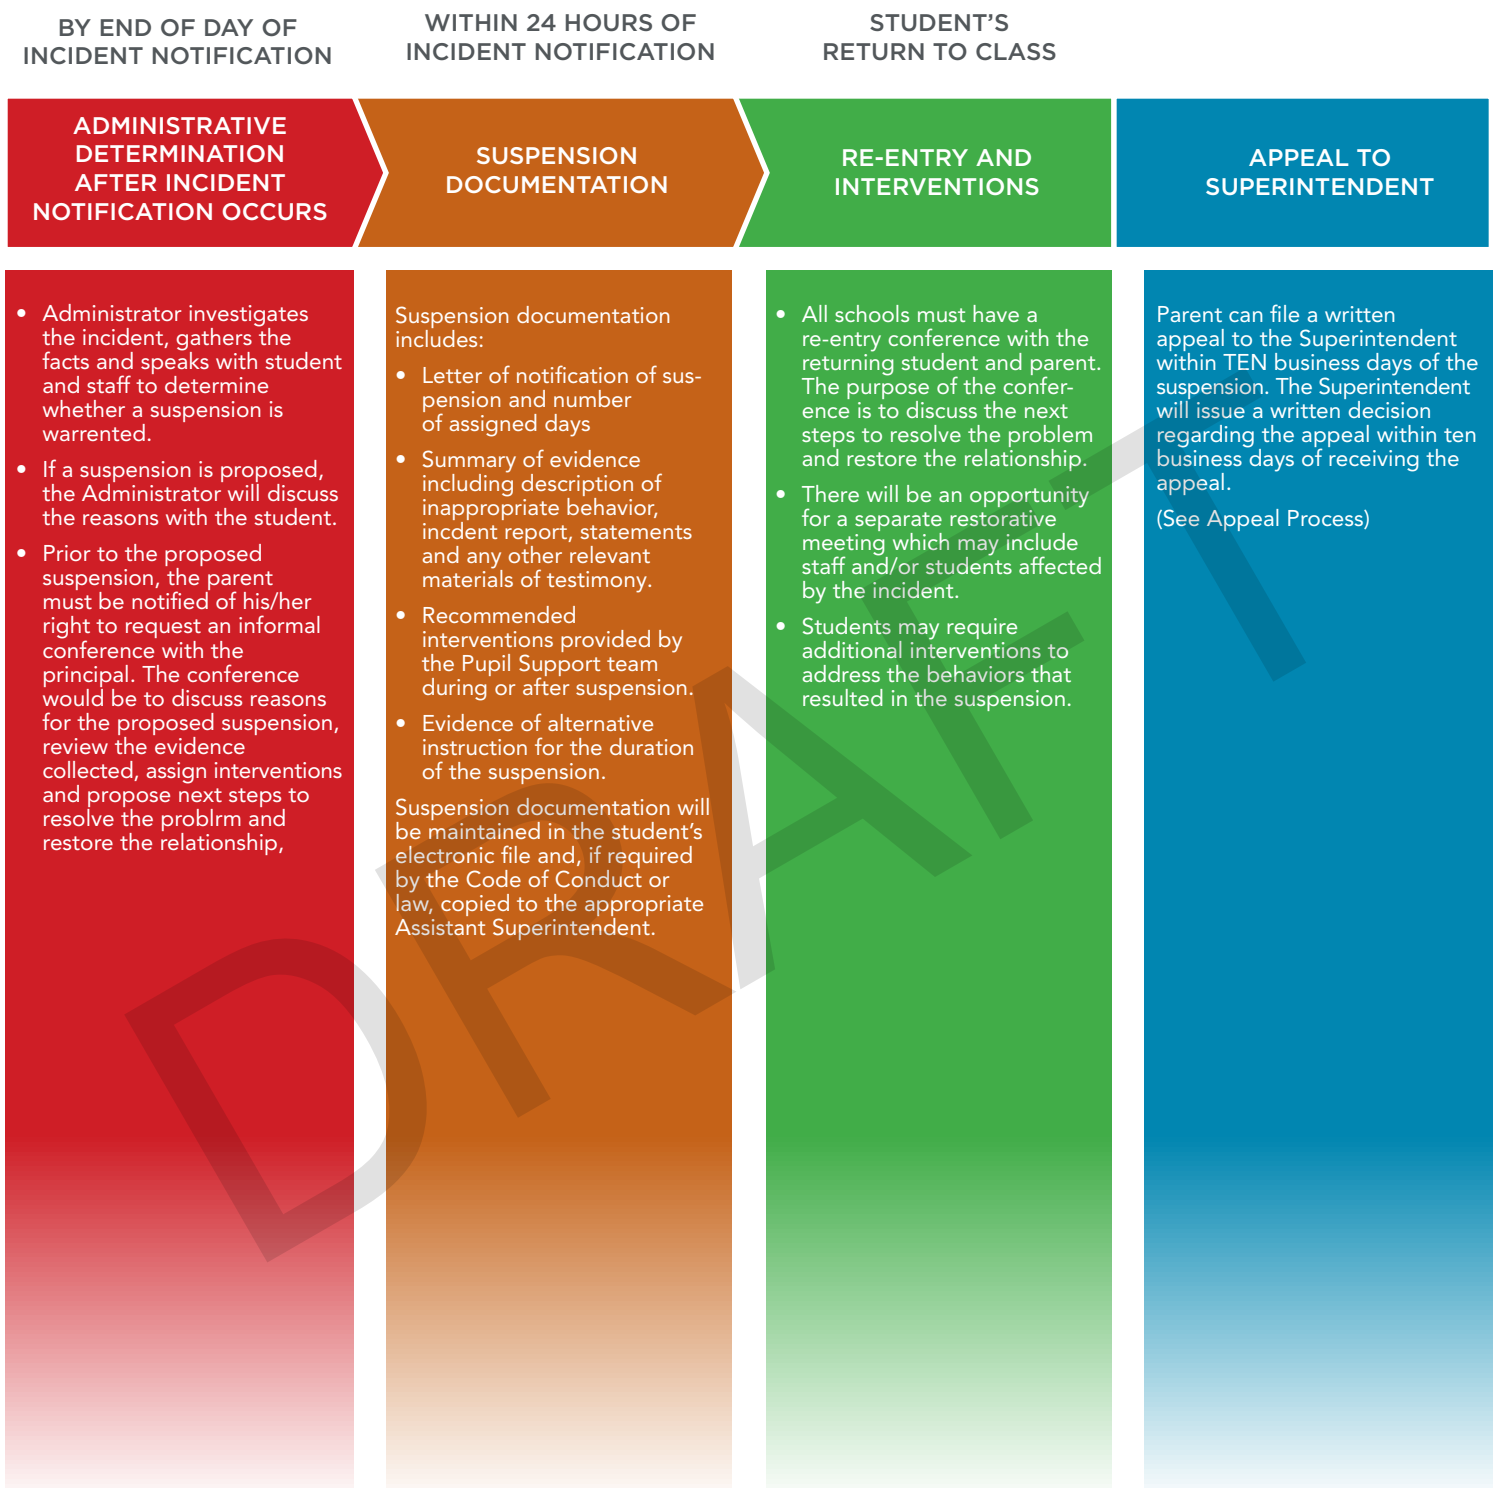 BY END OF DAY OF
INCIDENT NOTIFICATION
WITHIN 24 HOURS OF
INCIDENT NOTIFICATION
STUDENT’S
RETURN TO CLASS
ADMINISTRATIVE
DETERMINATION
AFTER INCIDENT
NOTIFICATION OCCURS
SUSPENSION
DOCUMENTATION
RE-ENTRY AND
INTERVENTIONS
APPEAL TO
SUPERINTENDENT
• Administrator investigates
the incident, gathers the
facts and speaks with student
and staff to determine
whether a suspension is
warrented.
• If a suspension is proposed,
the Administrator will discuss
the reasons with the student.
• Prior to the proposed
suspension, the parent
must be notified of his/her
right to request an informal
conference with the
principal. The conference
would be to discuss reasons
for the proposed suspension,
review the evidence
collected, assign interventions
and propose next steps to
resolve the problrm and
restore the relationship,
Suspension documentation
includes:
• Letter of notification of sus-
pension and number
of assigned days
• Summary of evidence
including description of
inappropriate behavior,
incdent report, statements
and any other relevant
materials of testimony.
• Recommended
interventions provided by
the Pupil Support team
during or after suspension.
• Evidence of alternative
instruction for the duration
of the suspension.
Suspension documentation will
be maintained in the student’s
electronic file and, if required
by the Code of Conduct or
law, copied to the appropriate
Assistant Superintendent.
• All schools must have a
re-entry conference with the
returning student and parent.
The purpose of the confer-
ence is to discuss the next
steps to resolve the problem
and restore the relationship.
• There will be an opportunity
for a separate restorative
meeting which may include
staff and/or students affected
by the incident.
• Students may require
additional interventions to
address the behaviors that
resulted in the suspension.
Parent can file a written
appeal to the Superintendent
within TEN business days of the
suspension. The Superintendent
will issue a written decision
regarding the appeal within ten
business days of receiving the
appeal.
(See Appeal Process)
DRAFT